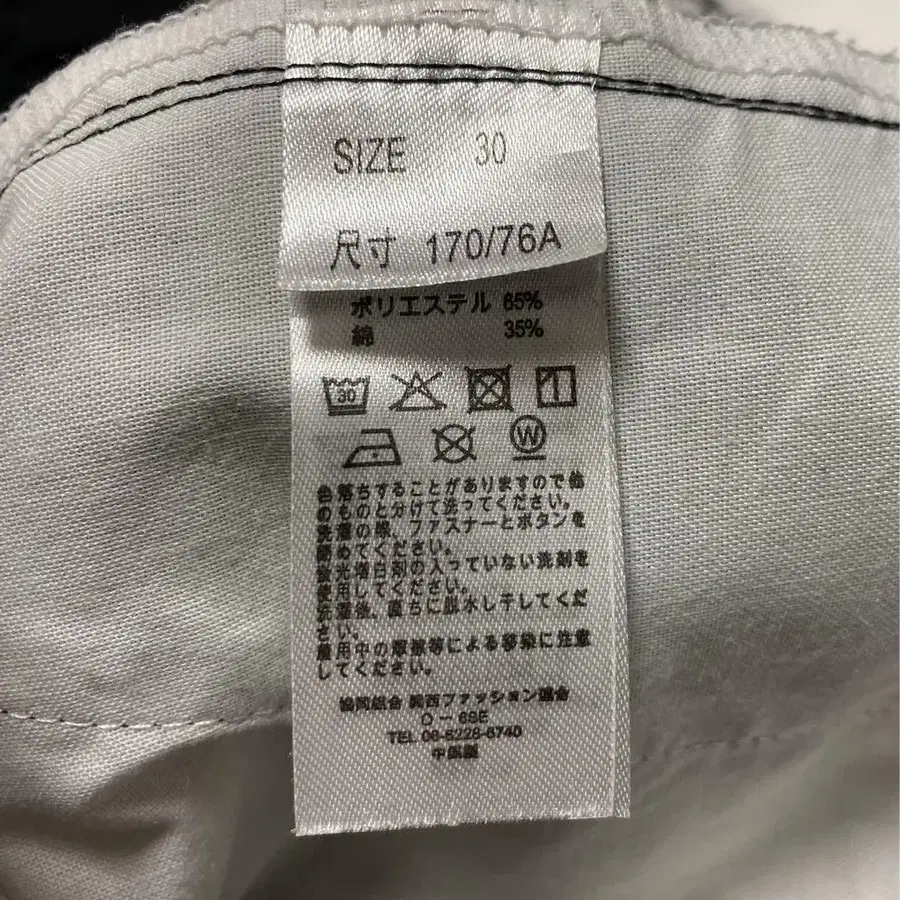 SIZE 30
尺寸 170/76A
ポリエステル 65%
綿 35%
30
W
色落ちすることがありますので他
のものと分けて洗ってください。
洗濯の際、ファスナーとボタンを
閉めてください。
蛍光増白剤の入っていない洗剤を
使用してください。
洗濯後、直ちに脱水し干してくだ
さい。
着用中の摩擦等による移染に注意
してください。
協同組合 関西ファッション連合
O－6SE
TEL 06-6228-6740
中国製